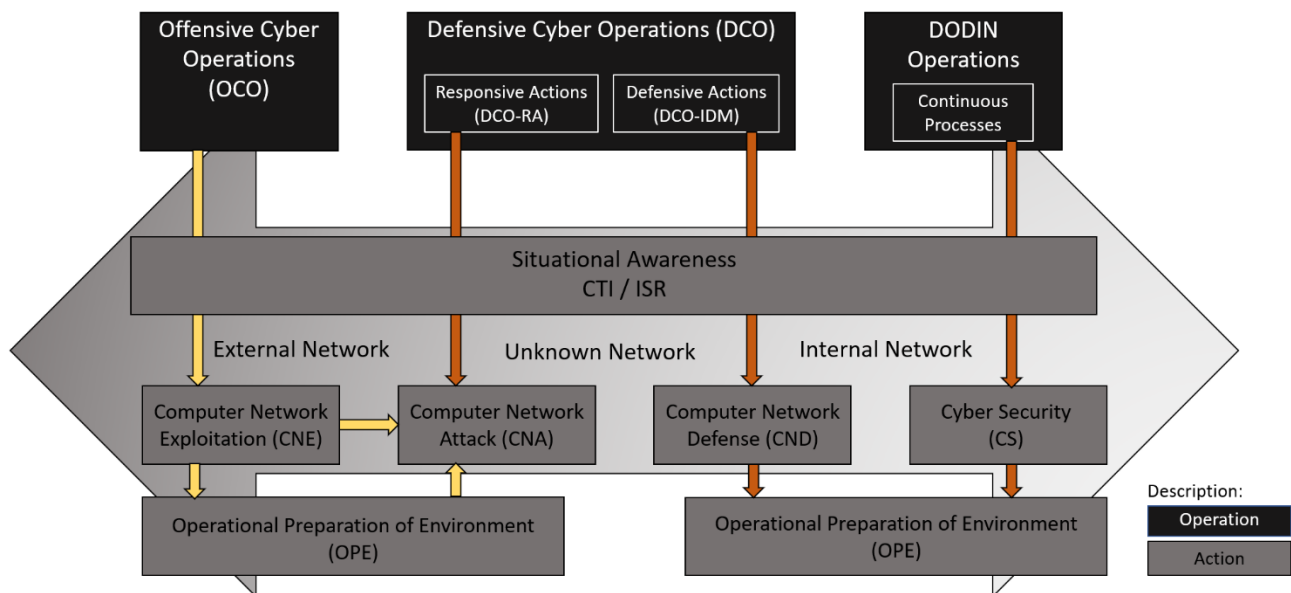 Offensive Cyber
Operations
(OCO)
Defensive Cyber Operations (DCO)
Responsive Actions
(DCO-RA)
Defensive Actions
(DCO-IDM)
DODIN
Operations
Continuous
Processes
Situational Awareness
CTI / ISR
External Network
Unknown Network
Internal Network
Computer Network
Exploitation (CNE)
Computer Network
Attack (CNA)
Computer Network
Defense (CND)
Cyber Security
(CS)
Operational Preparation of Environment
(OPE)
Operational Preparation of Environment
(OPE)
Description:
Operation
Action